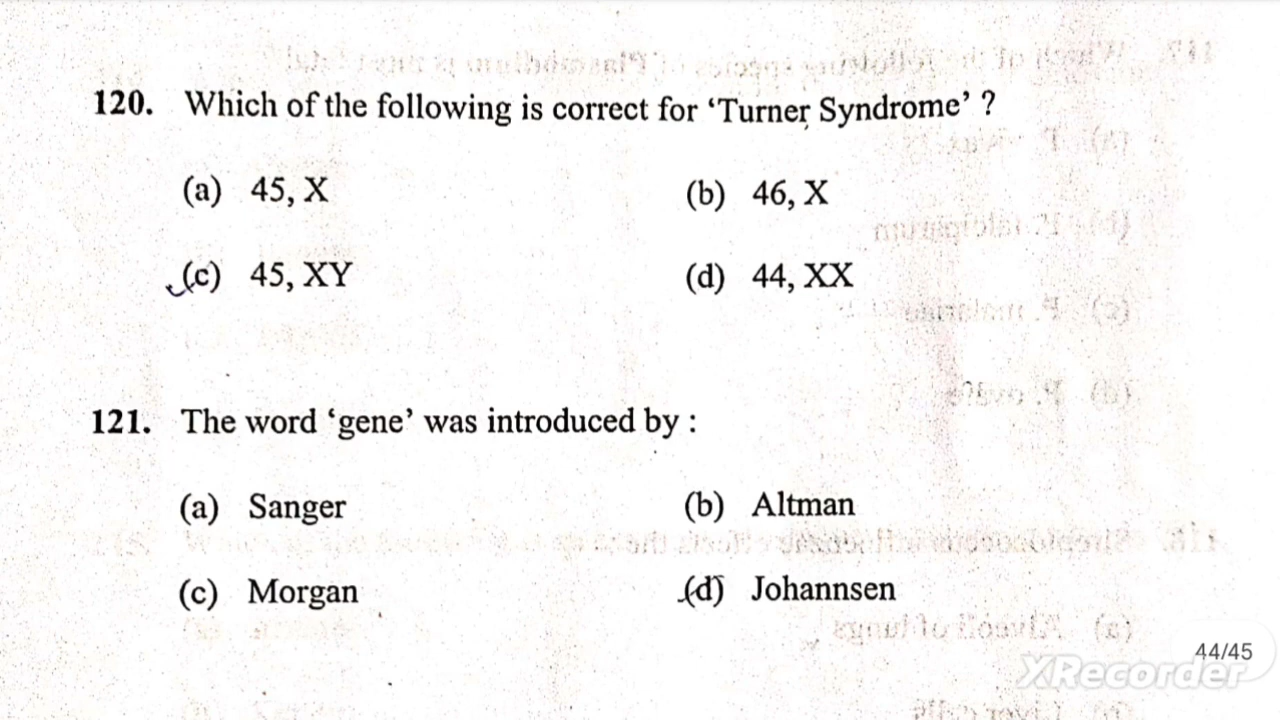 120. Which of the following is correct for ‘Turner Syndrome’ ?
(a) 45, X (b) 46, X
(c) 45, XY (d) 44, XX
121. The word ‘gene’ was introduced by :
(a) Sanger (b) Altman
(c) Morgan (d) Johannsen
44/45
XRecorder